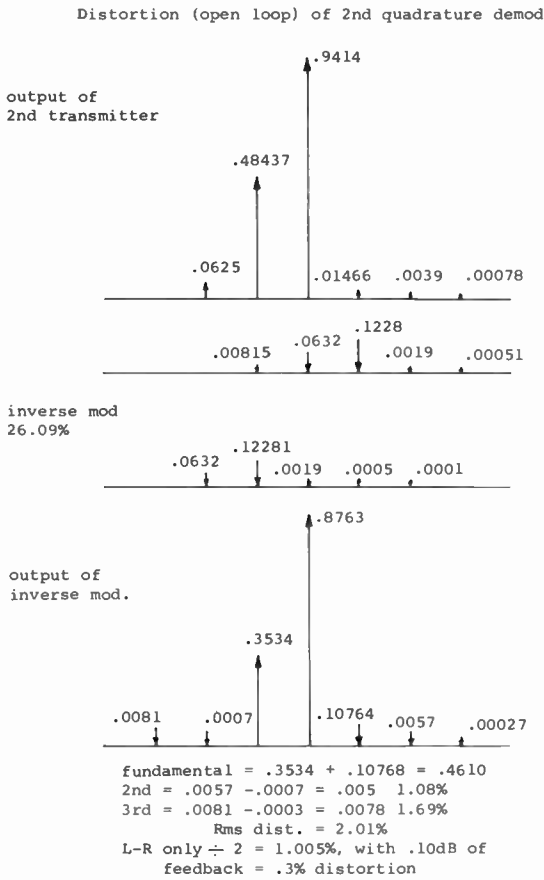 Distortion (open loop) of 2nd quadrature demod
.9414
output of
2nd transmitter
.48437
.0625
.01466 .0039 .00078
.1228
.0632
.00815
.0019 .00051
inverse mod
26.09%
.12281
.0632
.0019 .0005 .0001
.8763
output of
inverse mod.
.3534
.0081 .0007
.10764 .0057 .00027
fundamental = .3534 + .10768 = .4610
2nd = .0057 -.0007 = .005 1.08%
3rd = .0081 -.0003 = .0078 1.69%
Rms dist. = 2.01%
L-R only ÷ 2 = 1.005%, with .10dB of
feedback = .3% distortion